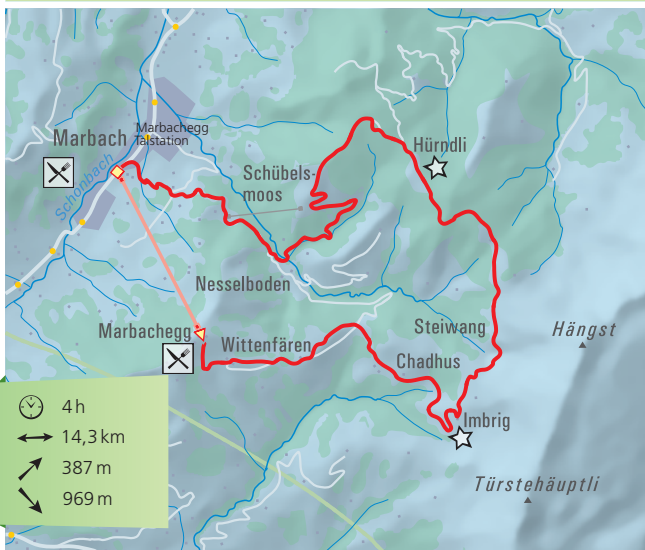 Marbach
Marbachegg
Talstation
Schonbach
Hürndli
Schübels-
moos
Nesselboden
Marbachegg
Wittenfären
Steiwang
Hängst
Chadhus
Imbrig
Türstehäuptli
4 h
14,3 km
387 m
969 m